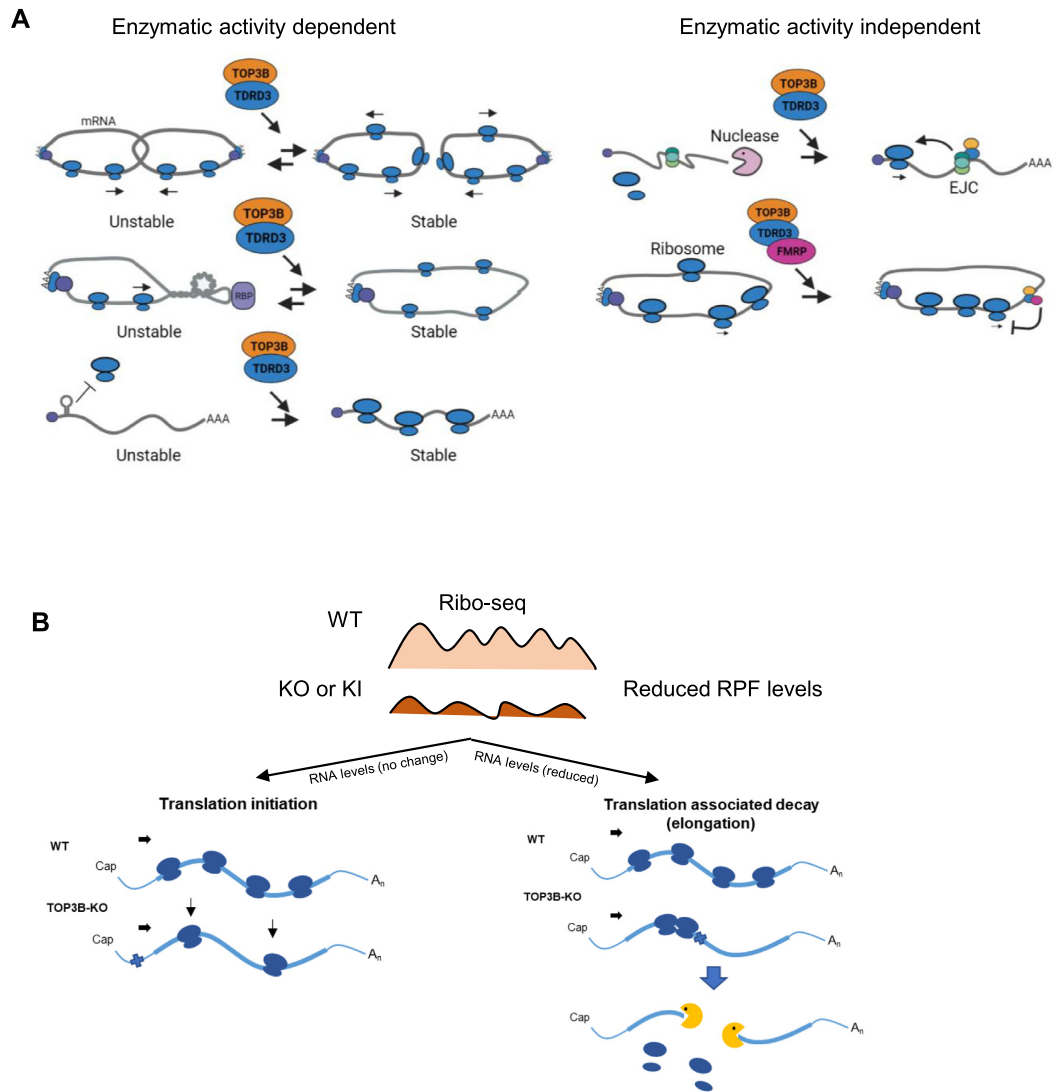 A
Enzymatic activity dependent
Enzymatic activity independent
TOP3B
TDRD3
mRNA
Unstable
Stable
TOP3B
TDRD3
AAA
RBP
Unstable
Stable
AAA
TOP3B
TDRD3
AAA
AAA
Unstable
Stable
TOP3B
TDRD3
Nuclease
AAA
EJC
TOP3B
TDRD3
FMRP
Ribosome
AAA
AAA
B
Ribo-seq
WT
KO or KI
Reduced RPF levels
RNA levels (no change)
RNA levels (reduced)
Translation initiation
WT
Cap
An
TOP3B-KO
Cap
An
Translation associated decay
(elongation)
WT
Cap
An
TOP3B-KO
Cap
An
Cap
An